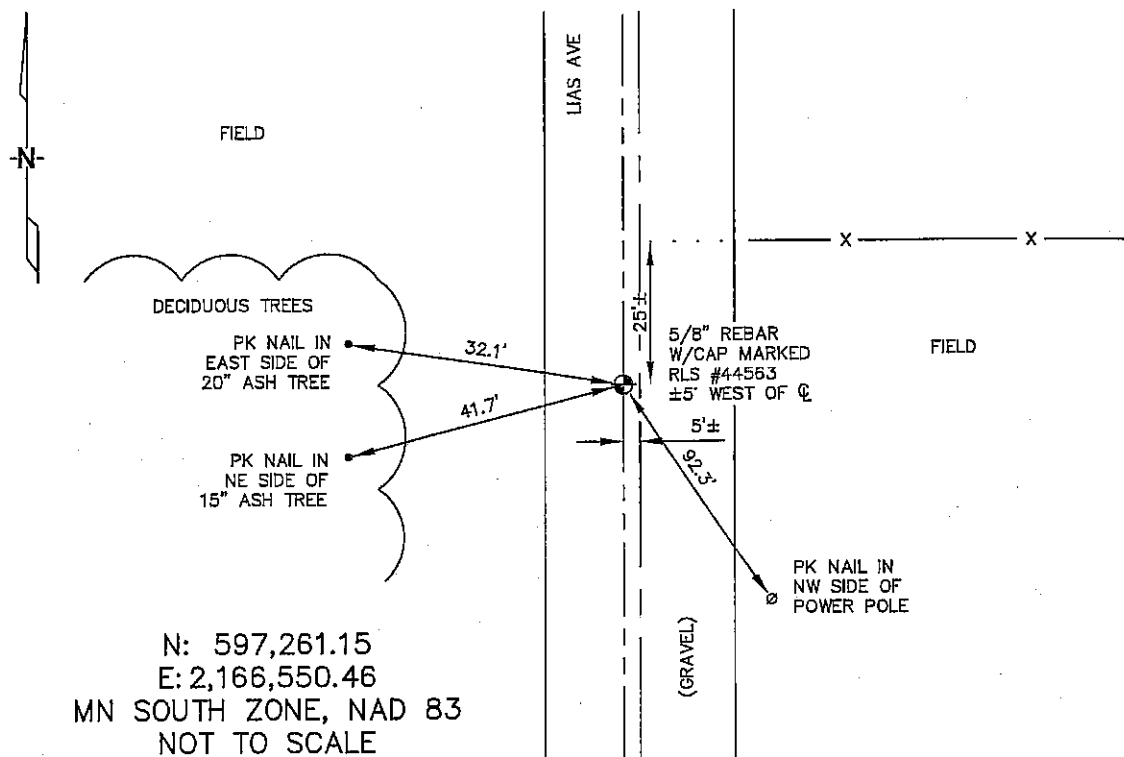 LIAS AVE
FIELD
N
X
X
DECIDUOUS TREES
PK NAIL IN
EAST SIDE OF
20" ASH TREE
32.1'
25'±
5/8" REBAR
W/CAP MARKED
RLS #44563
±5' WEST OF ℄
FIELD
41.7'
5'±
PK NAIL IN
NE SIDE OF
15" ASH TREE
92.3'
PK NAIL IN
NW SIDE OF
POWER POLE
(GRAVEL)
N: 597,261.15
E: 2,166,550.46
MN SOUTH ZONE, NAD 83
NOT TO SCALE